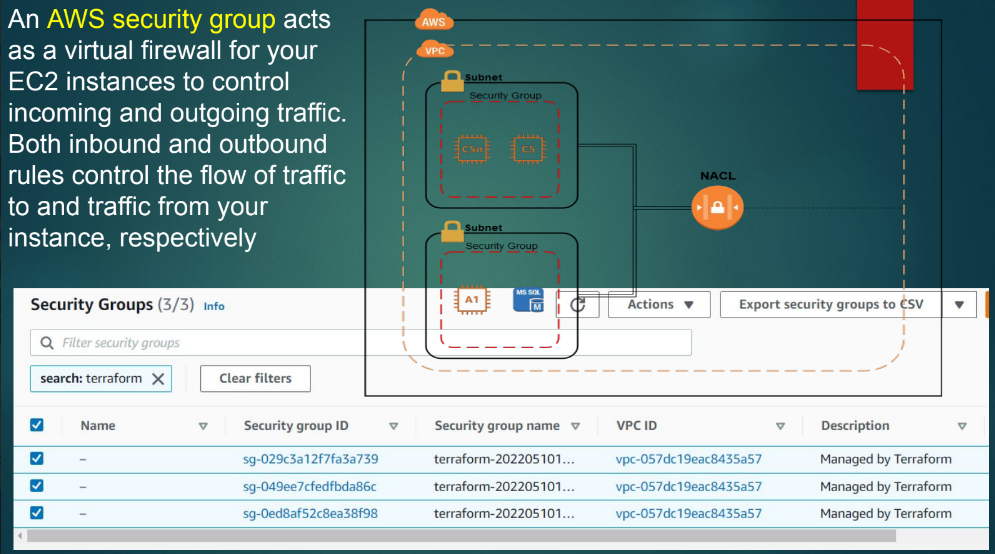 An AWS security group acts
as a virtual firewall for your
EC2 instances to control
incoming and outgoing traffic.
Both inbound and outbound
rules control the flow of traffic
to and traffic from your
instance, respectively
AWS
VPC
Subnet
Security Group
CSn
CS
NACL
Subnet
Security Group
A1
MS SQL
M
Security Groups (3/3) Info
Actions
Export security groups to CSV
Filter security groups
search: terraform
Clear filters
Name Security group ID Security group name VPC ID Description
– sg-029c3a12f7fa3a739 terraform-202205101... vpc-057dc19eac8435a57 Managed by Terraform
– sg-049ee7cfedfbda86c terraform-202205101... vpc-057dc19eac8435a57 Managed by Terraform
– sg-0ed8af52c8ea38f98 terraform-202205101... vpc-057dc19eac8435a57 Managed by Terraform